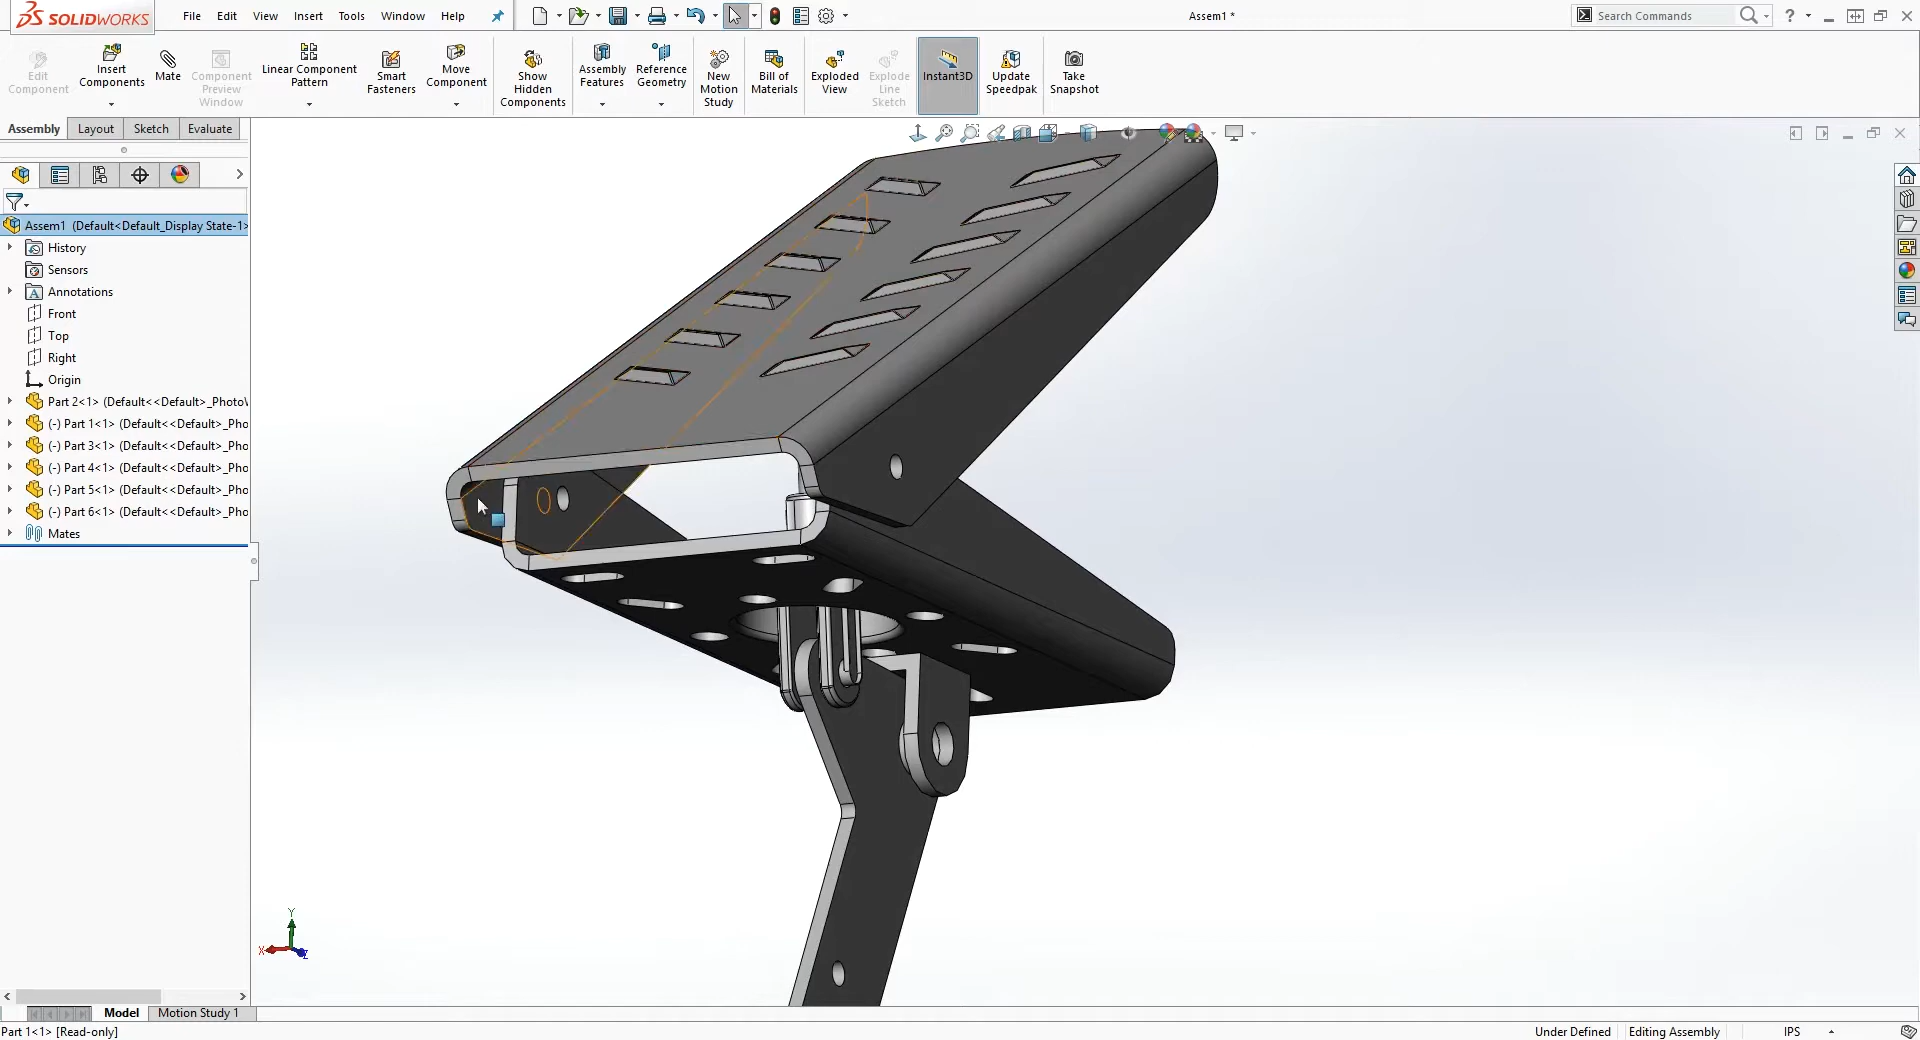 SOLIDWORKS
File Edit View Insert Tools Window Help
Assem1 *
Search Commands
Edit Component
Insert Components
Mate
Component Preview Window
Linear Component Pattern
Smart Fasteners
Move Component
Show Hidden Components
Assembly Features
Reference Geometry
New Motion Study
Bill of Materials
Exploded View
Explode Line Sketch
Instant3D
Update Speedpak
Take Snapshot
Assembly Layout Sketch Evaluate
Assem1 (Default<Default_Display State-1>
History
Sensors
Annotations
Front
Top
Right
Origin
Part 2<1> (Default<<Default>_PhotoV
(-) Part 1<1> (Default<<Default>_Pho
(-) Part 3<1> (Default<<Default>_Pho
(-) Part 4<1> (Default<<Default>_Pho
(-) Part 5<1> (Default<<Default>_Pho
(-) Part 6<1> (Default<<Default>_Pho
Mates
Y
X
Z
Model Motion Study 1
Part 1<1> [Read-only]
Under Defined Editing Assembly IPS